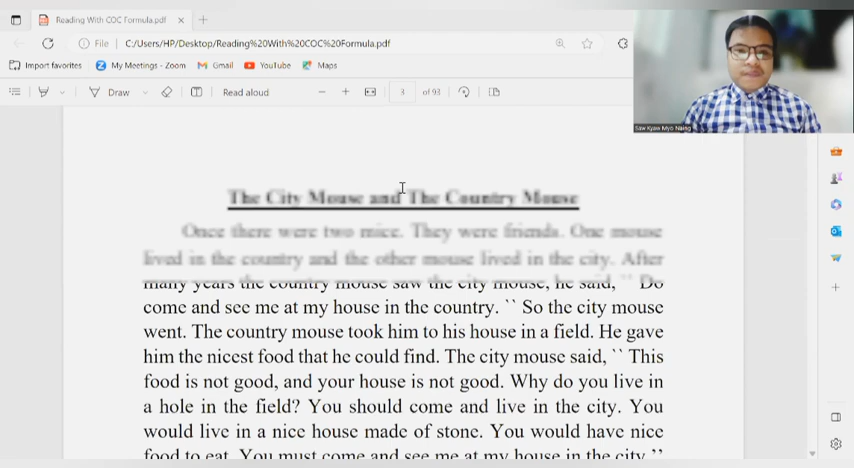 Reading With COC Formula.pdf
File
C:/Users/HP/Desktop/Reading%20With%20COC%20Formula.pdf
Import favorites My Meetings - Zoom Gmail YouTube Maps
Draw Read aloud 3 of 93
Saw Kyaw Myo Naing
The City Mouse and The Country Mouse
Once there were two mice. They were friends. One mouse
lived in the country and the other mouse lived in the city. After
many years the country mouse saw the city mouse, he said, `` Do
come and see me at my house in the country. `` So the city mouse
went. The country mouse took him to his house in a field. He gave
him the nicest food that he could find. The city mouse said, `` This
food is not good, and your house is not good. Why do you live in
a hole in the field? You should come and live in the city. You
would live in a nice house made of stone. You would have nice
food to eat. You must come and see me at my house in the city.’’